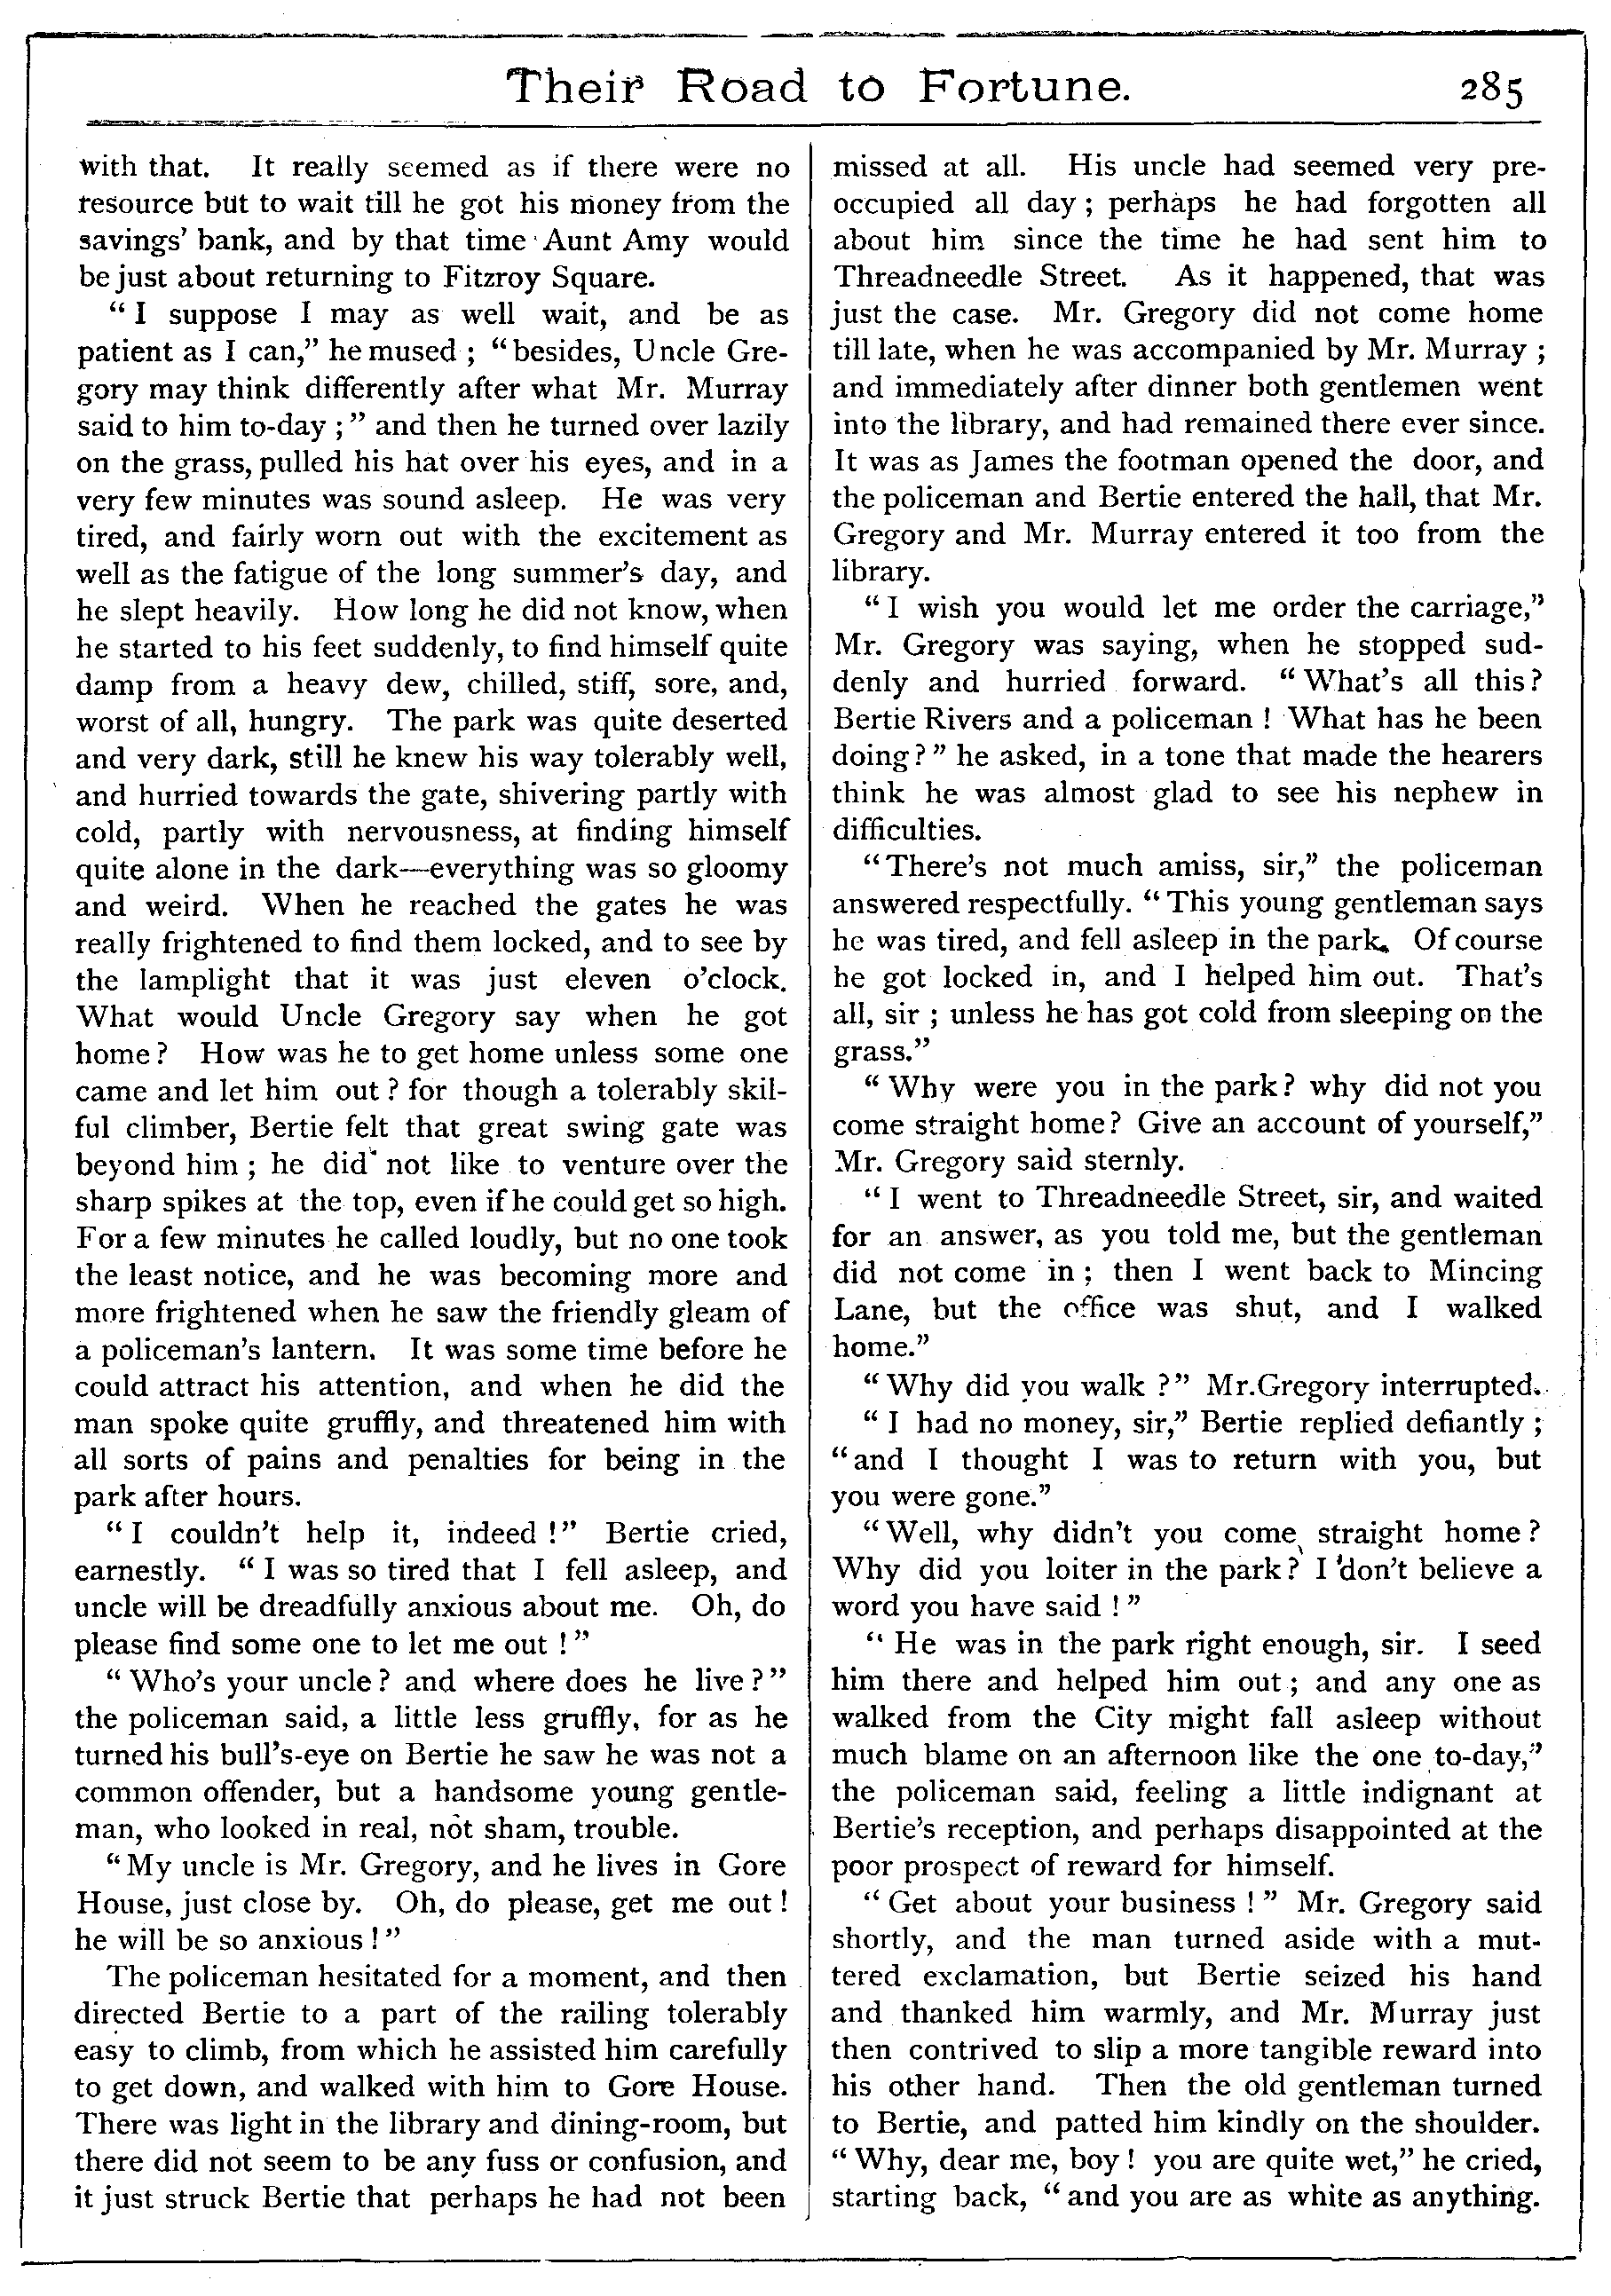 Their Road to Fortune. 285
with that. It really seemed as if there were no
resource but to wait till he got his money from the
savings' bank, and by that time Aunt Amy would
be just about returning to Fitzroy Square.
"I suppose I may as well wait, and be as
patient as I can," he mused; "besides, Uncle Gre-
gory may think differently after what Mr. Murray
said to him to-day;" and then he turned over lazily
on the grass, pulled his hat over his eyes, and in a
very few minutes was sound asleep. He was very
tired, and fairly worn out with the excitement as
well as the fatigue of the long summer's day, and
he slept heavily. How long he did not know, when
he started to his feet suddenly, to find himself quite
damp from a heavy dew, chilled, stiff, sore, and,
worst of all, hungry. The park was quite deserted
and very dark, still he knew his way tolerably well,
and hurried towards the gate, shivering partly with
cold, partly with nervousness, at finding himself
quite alone in the dark—everything was so gloomy
and weird. When he reached the gates he was
really frightened to find them locked, and to see by
the lamplight that it was just eleven o'clock.
What would Uncle Gregory say when he got
home? How was he to get home unless some one
came and let him out? for though a tolerably skil-
ful climber, Bertie felt that great swing gate was
beyond him; he did not like to venture over the
sharp spikes at the top, even if he could get so high.
For a few minutes he called loudly, but no one took
the least notice, and he was becoming more and
more frightened when he saw the friendly gleam of
a policeman's lantern. It was some time before he
could attract his attention, and when he did the
man spoke quite gruffly, and threatened him with
all sorts of pains and penalties for being in the
park after hours.
"I couldn't help it, indeed!" Bertie cried,
earnestly. "I was so tired that I fell asleep, and
uncle will be dreadfully anxious about me. Oh, do
please find some one to let me out!"
"Who's your uncle? and where does he live?"
the policeman said, a little less gruffly, for as he
turned his bull's-eye on Bertie he saw he was not a
common offender, but a handsome young gentle-
man, who looked in real, not sham, trouble.
"My uncle is Mr. Gregory, and he lives in Gore
House, just close by. Oh, do please, get me out!
he will be so anxious!"
The policeman hesitated for a moment, and then
directed Bertie to a part of the railing tolerably
easy to climb, from which he assisted him carefully
to get down, and walked with him to Gore House.
There was light in the library and dining-room, but
there did not seem to be any fuss or confusion, and
it just struck Bertie that perhaps he had not been
missed at all. His uncle had seemed very pre-
occupied all day; perhaps he had forgotten all
about him since the time he had sent him to
Threadneedle Street. As it happened, that was
just the case. Mr. Gregory did not come home
till late, when he was accompanied by Mr. Murray;
and immediately after dinner both gentlemen went
into the library, and had remained there ever since.
It was as James the footman opened the door, and
the policeman and Bertie entered the hall, that Mr.
Gregory and Mr. Murray entered it too from the
library.
"I wish you would let me order the carriage,"
Mr. Gregory was saying, when he stopped sud-
denly and hurried forward. "What's all this?
Bertie Rivers and a policeman! What has he been
doing?" he asked, in a tone that made the hearers
think he was almost glad to see his nephew in
difficulties.
"There's not much amiss, sir," the policeman
answered respectfully. "This young gentleman says
he was tired, and fell asleep in the park. Of course
he got locked in, and I helped him out. That's
all, sir; unless he has got cold from sleeping on the
grass."
"Why were you in the park? why did not you
come straight home? Give an account of yourself,"
Mr. Gregory said sternly.
"I went to Threadneedle Street, sir, and waited
for an answer, as you told me, but the gentleman
did not come in; then I went back to Mincing
Lane, but the office was shut, and I walked
home."
"Why did you walk?" Mr. Gregory interrupted.
"I had no money, sir," Bertie replied defiantly;
"and I thought I was to return with you, but
you were gone."
"Well, why didn't you come straight home?
Why did you loiter in the park? I don't believe a
word you have said!"
"He was in the park right enough, sir. I seed
him there and helped him out; and any one as
walked from the City might fall asleep without
much blame on an afternoon like the one to-day,"
the policeman said, feeling a little indignant at
Bertie's reception, and perhaps disappointed at the
poor prospect of reward for himself.
"Get about your business!" Mr. Gregory said
shortly, and the man turned aside with a mut-
tered exclamation, but Bertie seized his hand
and thanked him warmly, and Mr. Murray just
then contrived to slip a more tangible reward into
his other hand. Then the old gentleman turned
to Bertie, and patted him kindly on the shoulder.
"Why, dear me, boy! you are quite wet," he cried,
starting back, "and you are as white as anything.